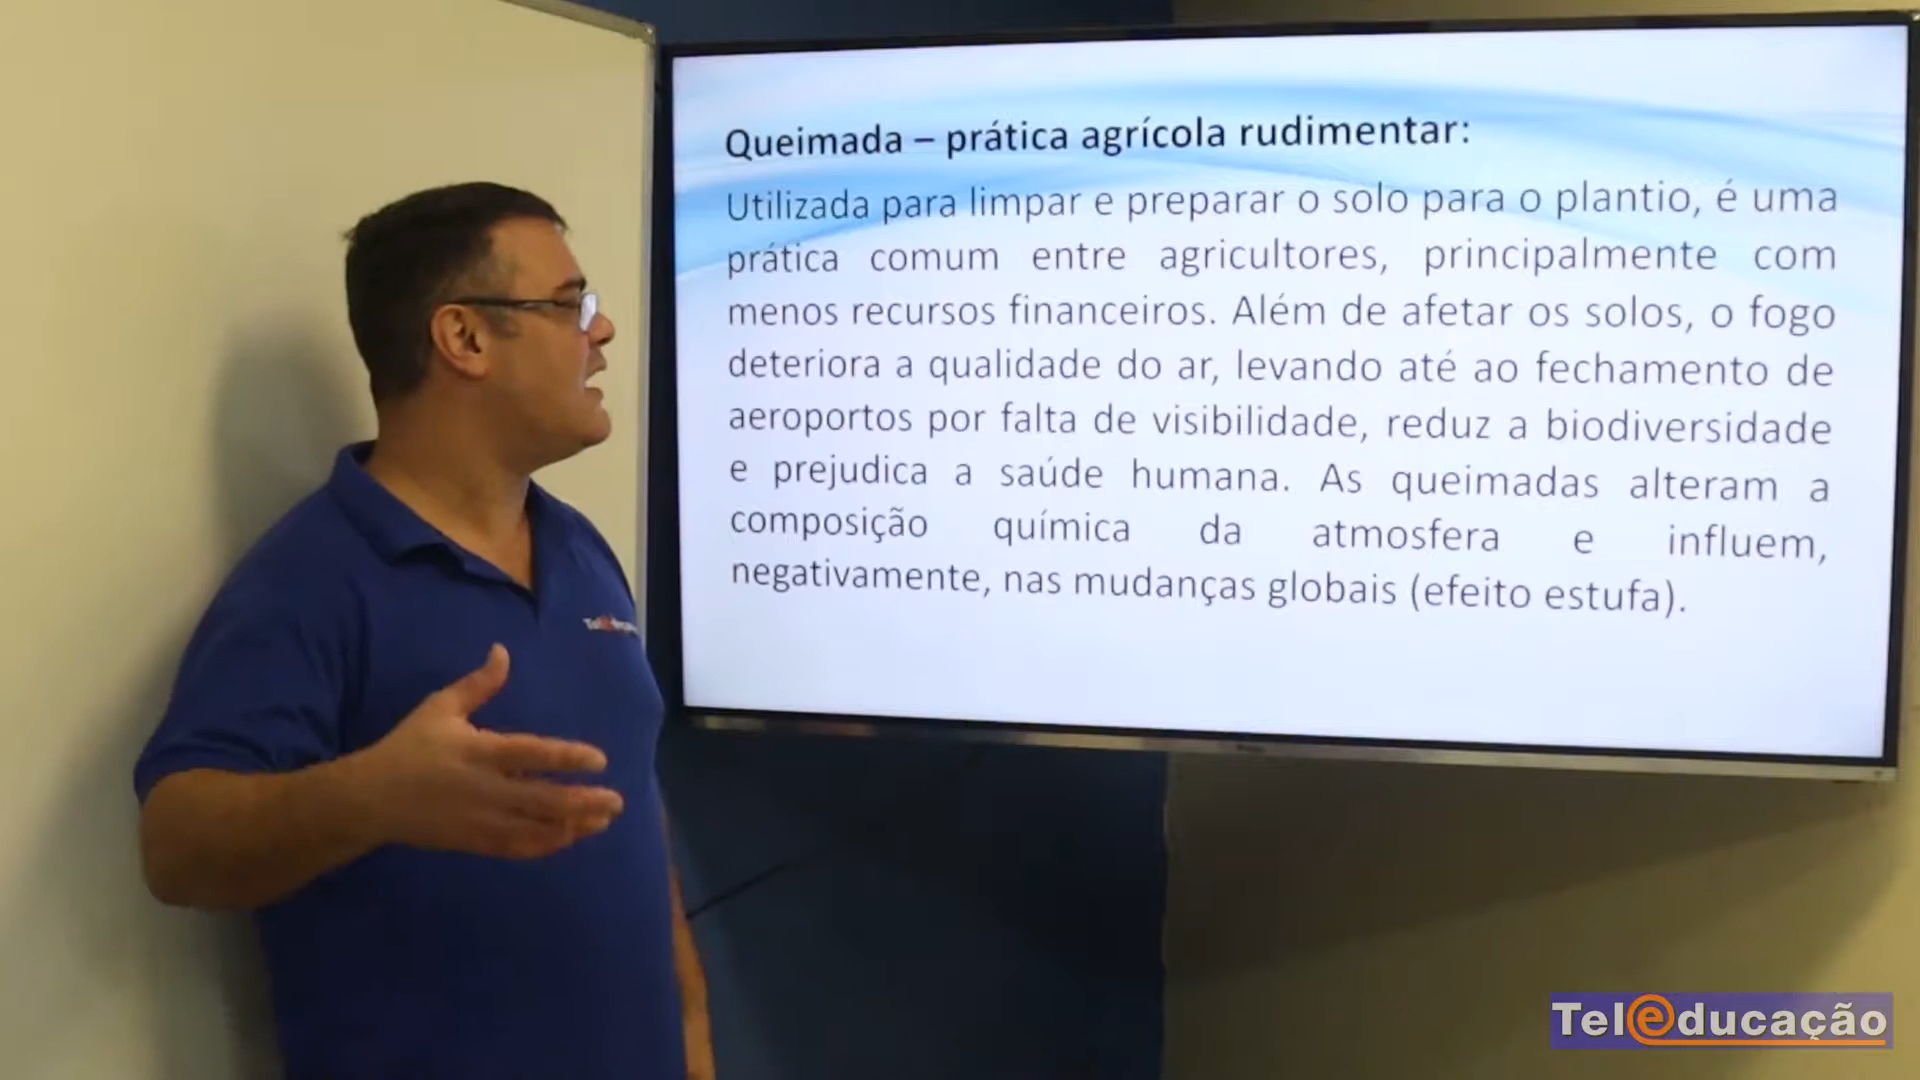 Queimada – prática agrícola rudimentar:
Utilizada para limpar e preparar o solo para o plantio, é uma
prática comum entre agricultores, principalmente com
menos recursos financeiros. Além de afetar os solos, o fogo
deteriora a qualidade do ar, levando até ao fechamento de
aeroportos por falta de visibilidade, reduz a biodiversidade
e prejudica a saúde humana. As queimadas alteram a
composição química da atmosfera e influem,
negativamente, nas mudanças globais (efeito estufa).
Teleducação